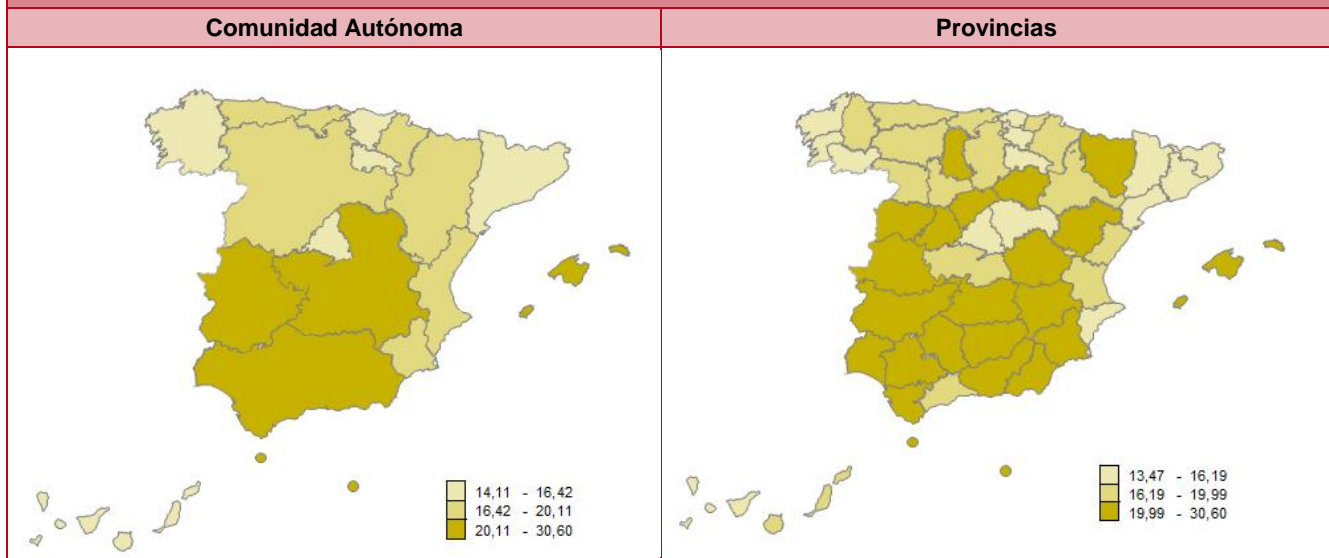 Comunidad Autónoma
Provincias
14,11 - 16,42
16,42 - 20,11
20,11 - 30,60
13,47 - 16,19
16,19 - 19,99
19,99 - 30,60